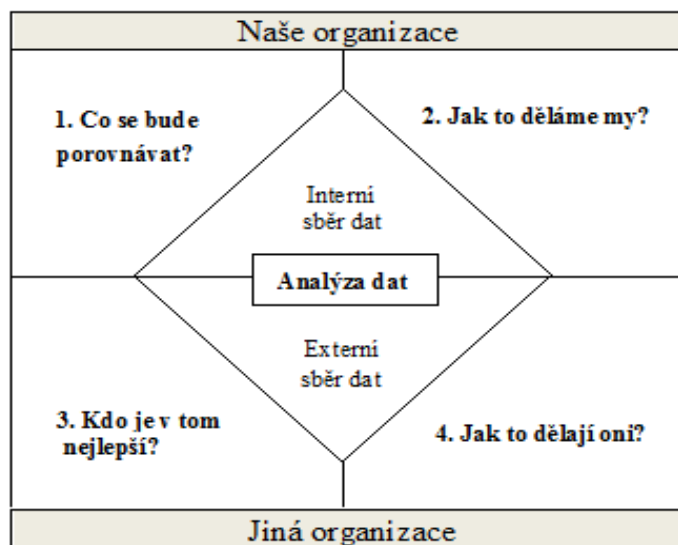 Naše organizace
1. Co se bude
porovnávat?
2. Jak to děláme my?
Interní
sběr dat
Analýza dat
Externí
sběr dat
3. Kdo je v tom
nejlepší?
4. Jak to dělají oni?
Jiná organizace